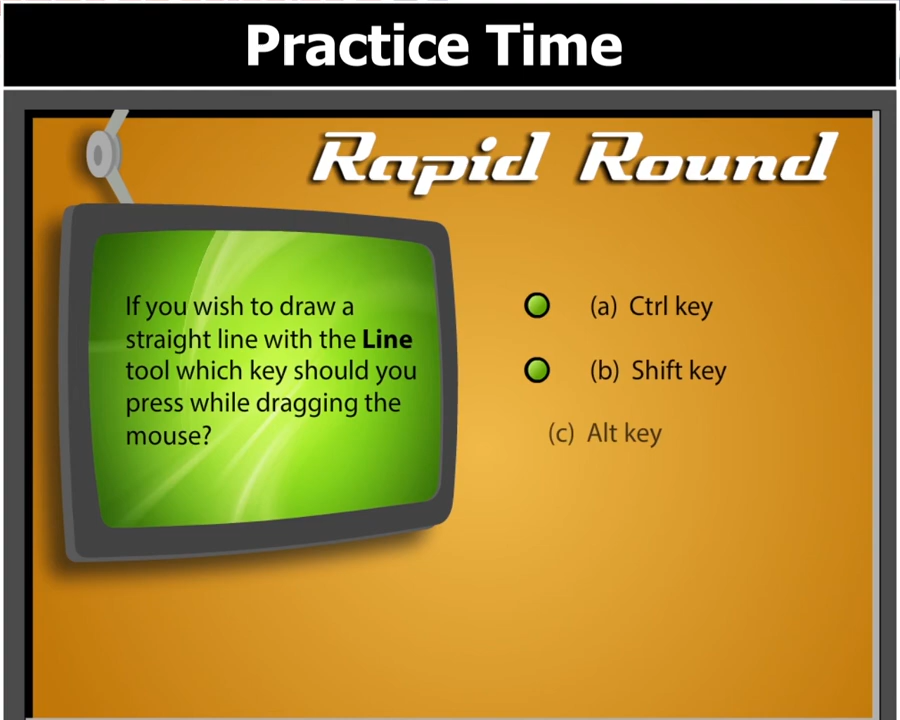 Practice Time
Rapid Round
If you wish to draw a
straight line with the Line
tool which key should you
press while dragging the
mouse?
(a) Ctrl key
(b) Shift key
(c) Alt key